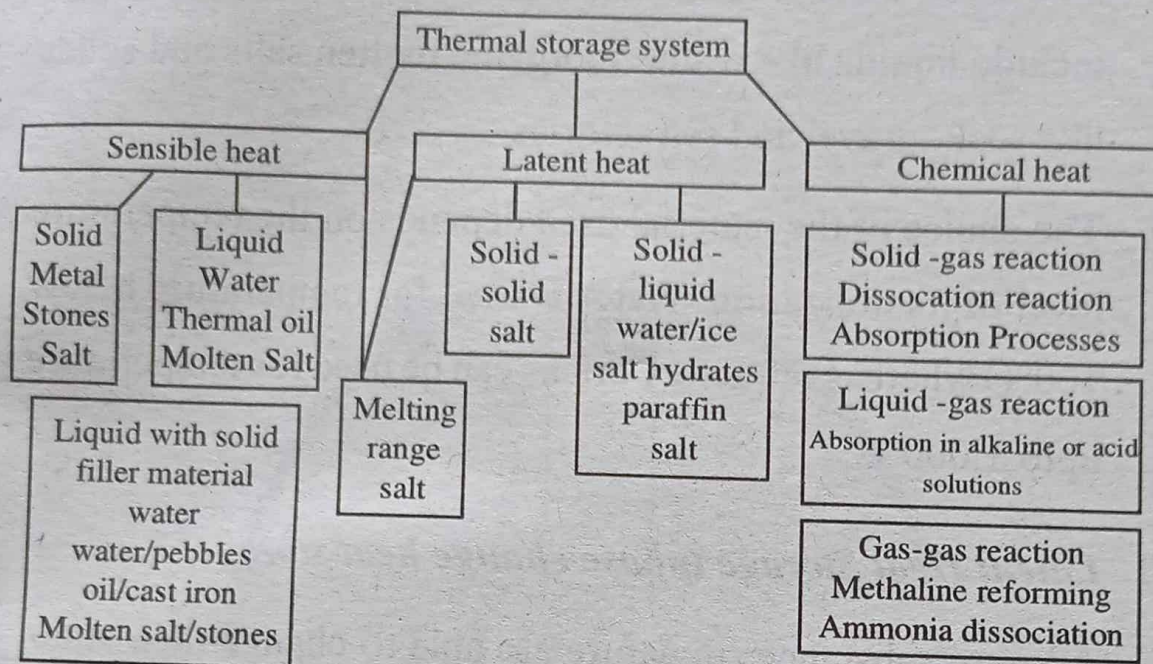 Thermal storage system
Sensible heat
Latent heat
Chemical heat
Solid
Metal
Stones
Salt
Liquid
Water
Thermal oil
Molten Salt
Liquid with solid
filler material
water
water/pebbles
oil/cast iron
Molten salt/stones
Melting
range
salt
Solid -
solid
salt
Solid -
liquid
water/ice
salt hydrates
paraffin
salt
Solid -gas reaction
Dissocation reaction
Absorption Processes
Liquid -gas reaction
Absorption in alkaline or acid
solutions
Gas-gas reaction
Methaline reforming
Ammonia dissociation